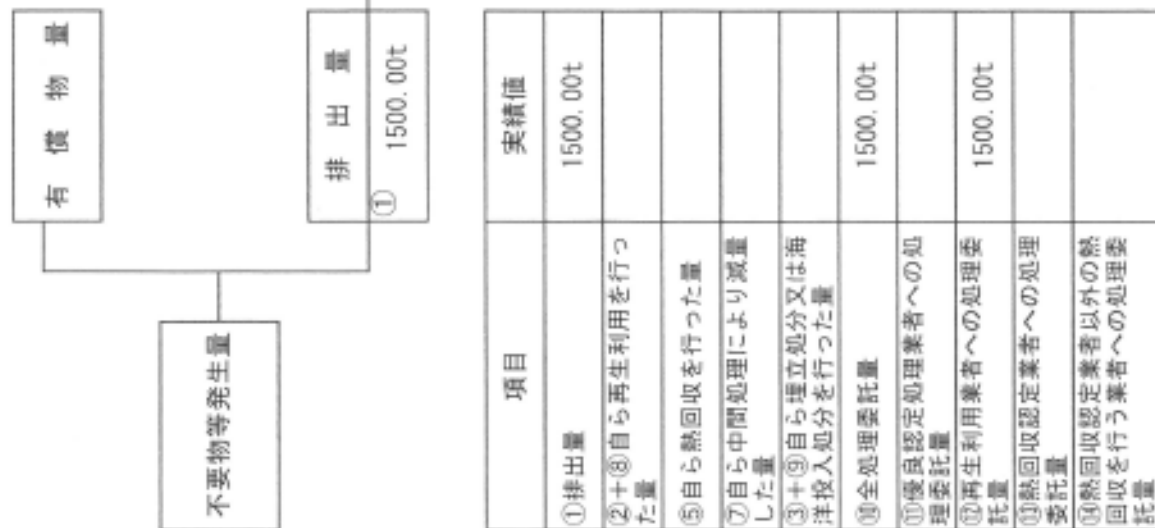 有償物量
不要物等発生量
排出量
①
1500.00t
項目
実績値
①排出量
1500.00t
②+⑧自ら再生利用を行っ
た量
⑤自ら熱回収を行った量
⑦自ら中間処理により減量
した量
③+⑨自ら埋立処分又は海
洋投入処分を行った量
⑩全処理委託量
1500.00t
⑪優良認定処理業者への処
理委託量
⑫再生利用業者への処理委
託量
1500.00t
⑬熱回収認定業者への処理
委託量
⑭熱回収認定業者以外の熱
回収を行う業者への処理委
託量